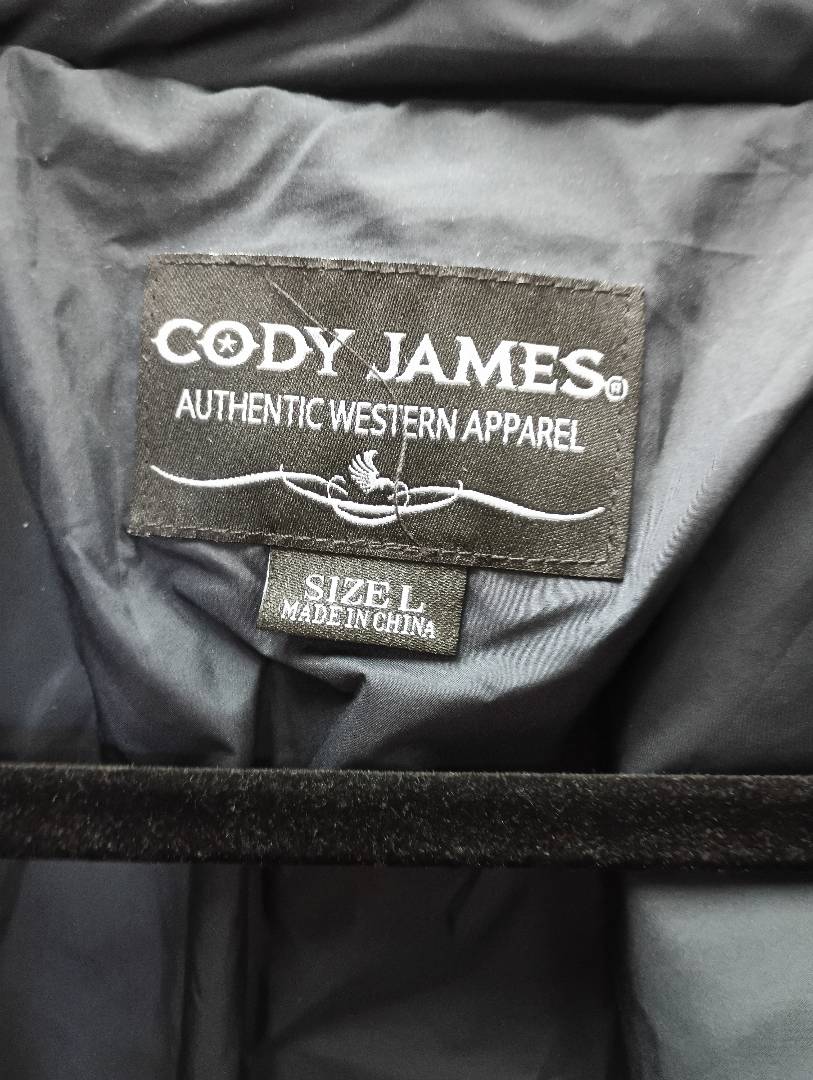 CODY JAMES®
AUTHENTIC WESTERN APPAREL
SIZE L
MADE IN CHINA